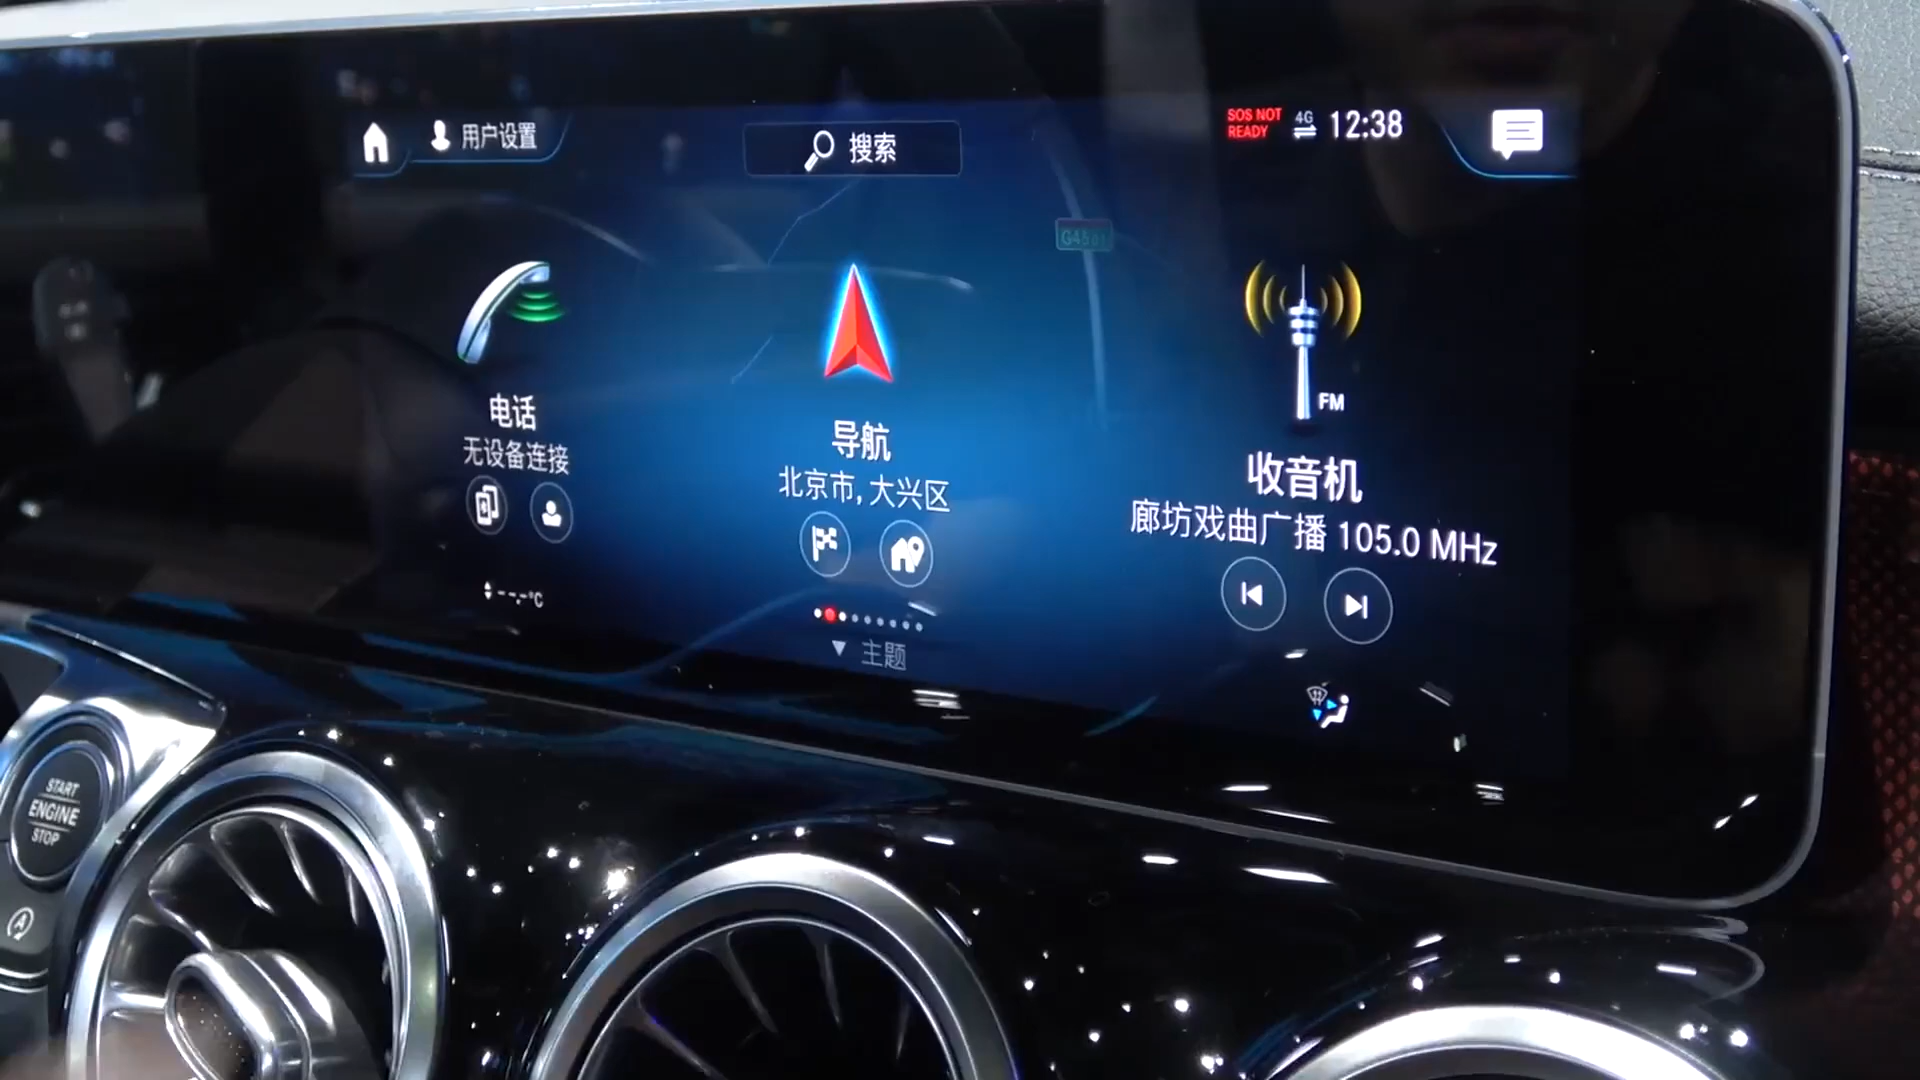 用户设置
搜索
SOS NOT
READY
4G
12:38
电话
无设备连接
导航
北京市, 大兴区
FM
收音机
廊坊戏曲广播 105.0 MHz
--.-°C
主题
START
ENGINE
STOP
A